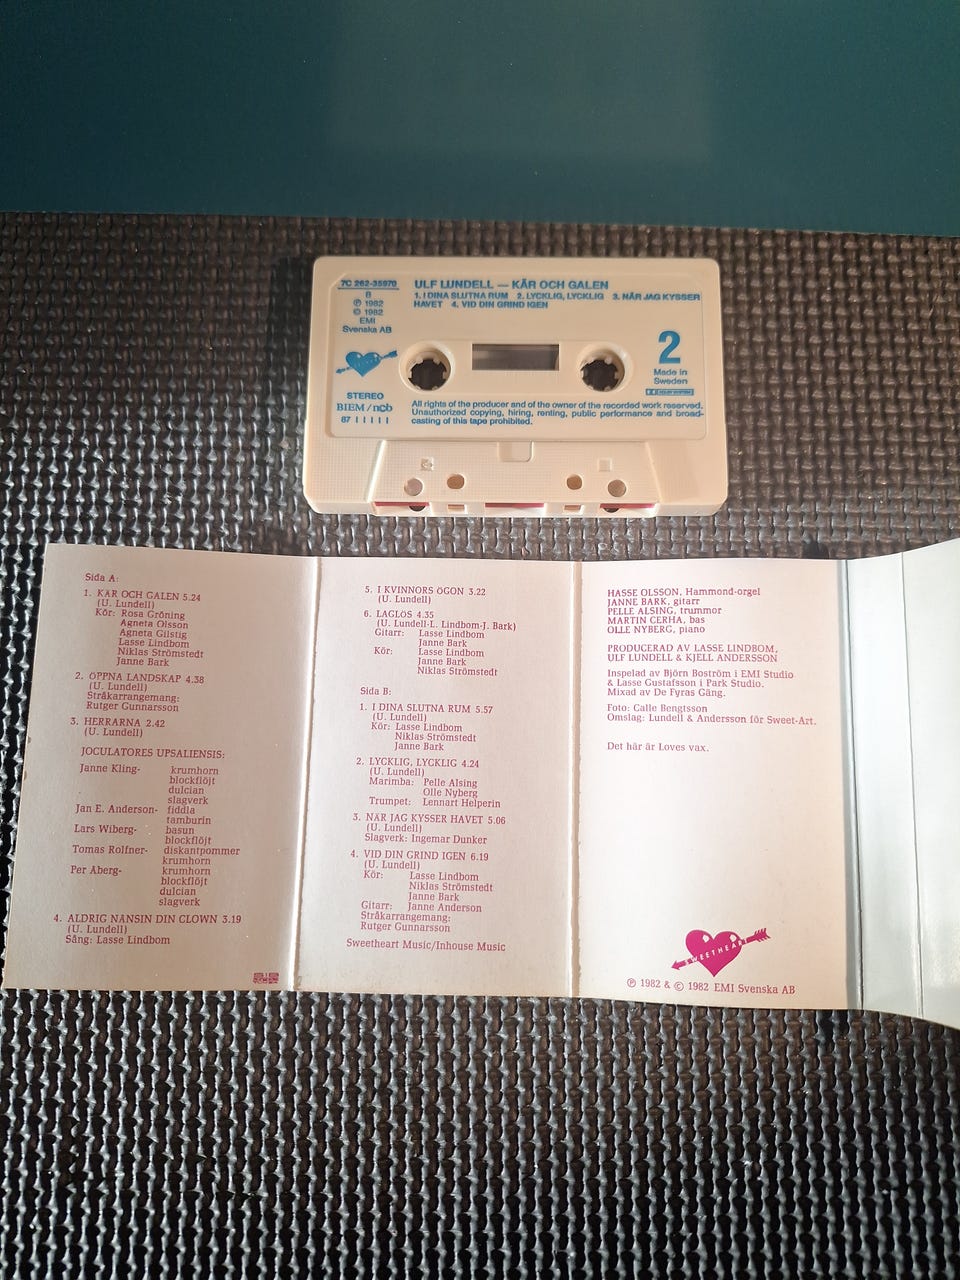 7C 262-35970
B
℗ 1982
© 1982
EMI
Svenska AB
STEREO
BIEM/ncb
87 I I I I I
ULF LUNDELL — KÄR OCH GALEN
1. I DINA SLUTNA RUM 2. LYCKLIG, LYCKLIG 3. NÄR JAG KYSSER
HAVET 4. VID DIN GRIND IGEN
2
Made in
Sweden
DOLBY SYSTEM
All rights of the producer and of the owner of the recorded work reserved.
Unauthorized copying, hiring, renting, public performance and broad-
casting of this tape prohibited.
Sida A:
1. KÄR OCH GALEN 5.24
(U. Lundell)
Kör: Rosa Gröning
Agneta Olsson
Agneta Gilstig
Lasse Lindbom
Niklas Strömstedt
Janne Bark
2. ÖPPNA LANDSKAP 4.38
(U. Lundell)
Stråkarrangemang:
Rutger Gunnarsson
3. HERRARNA 2.42
(U. Lundell)
JOCULATORES UPSALIENSIS:
Janne Kling- krumhorn
blockflöjt
dulcian
slagverk
Jan E. Anderson- fiddla
tamburin
Lars Wiberg- basun
blockflöjt
Tomas Rolfner- diskantpommer
krumhorn
Per Åberg- krumhorn
blockflöjt
dulcian
slagverk
4. ALDRIG NÅNSIN DIN CLOWN 3.19
(U. Lundell)
Sång: Lasse Lindbom
5. I KVINNORS ÖGON 3.22
(U. Lundell)
6. LAGLÖS 4.35
(U. Lundell-L. Lindbom-J. Bark)
Gitarr: Lasse Lindbom
Janne Bark
Kör: Lasse Lindbom
Janne Bark
Niklas Strömstedt
Sida B:
1. I DINA SLUTNA RUM 5.57
(U. Lundell)
Kör: Lasse Lindbom
Niklas Strömstedt
Janne Bark
2. LYCKLIG, LYCKLIG 4.24
(U. Lundell)
Marimba: Pelle Alsing
Olle Nyberg
Trumpet: Lennart Helperin
3. NÄR JAG KYSSER HAVET 5.06
(U. Lundell)
Slagverk: Ingemar Dunker
4. VID DIN GRIND IGEN 6.19
(U. Lundell)
Kör: Lasse Lindbom
Niklas Strömstedt
Janne Bark
Gitarr: Janne Anderson
Stråkarrangemang:
Rutger Gunnarsson
Sweetheart Music/Inhouse Music
HASSE OLSSON, Hammond-orgel
JANNE BARK, gitarr
PELLE ALSING, trummor
MARTIN CERHA, bas
OLLE NYBERG, piano
PRODUCERAD AV LASSE LINDBOM,
ULF LUNDELL & KJELL ANDERSSON
Inspelad av Björn Boström i EMI Studio
& Lasse Gustafsson i Park Studio.
Mixad av De Fyras Gäng.
Foto: Calle Bengtsson
Omslag: Lundell & Andersson för Sweet-Art.
Det här är Loves vax.
SWEETHEART
℗ 1982 & © 1982 EMI Svenska AB